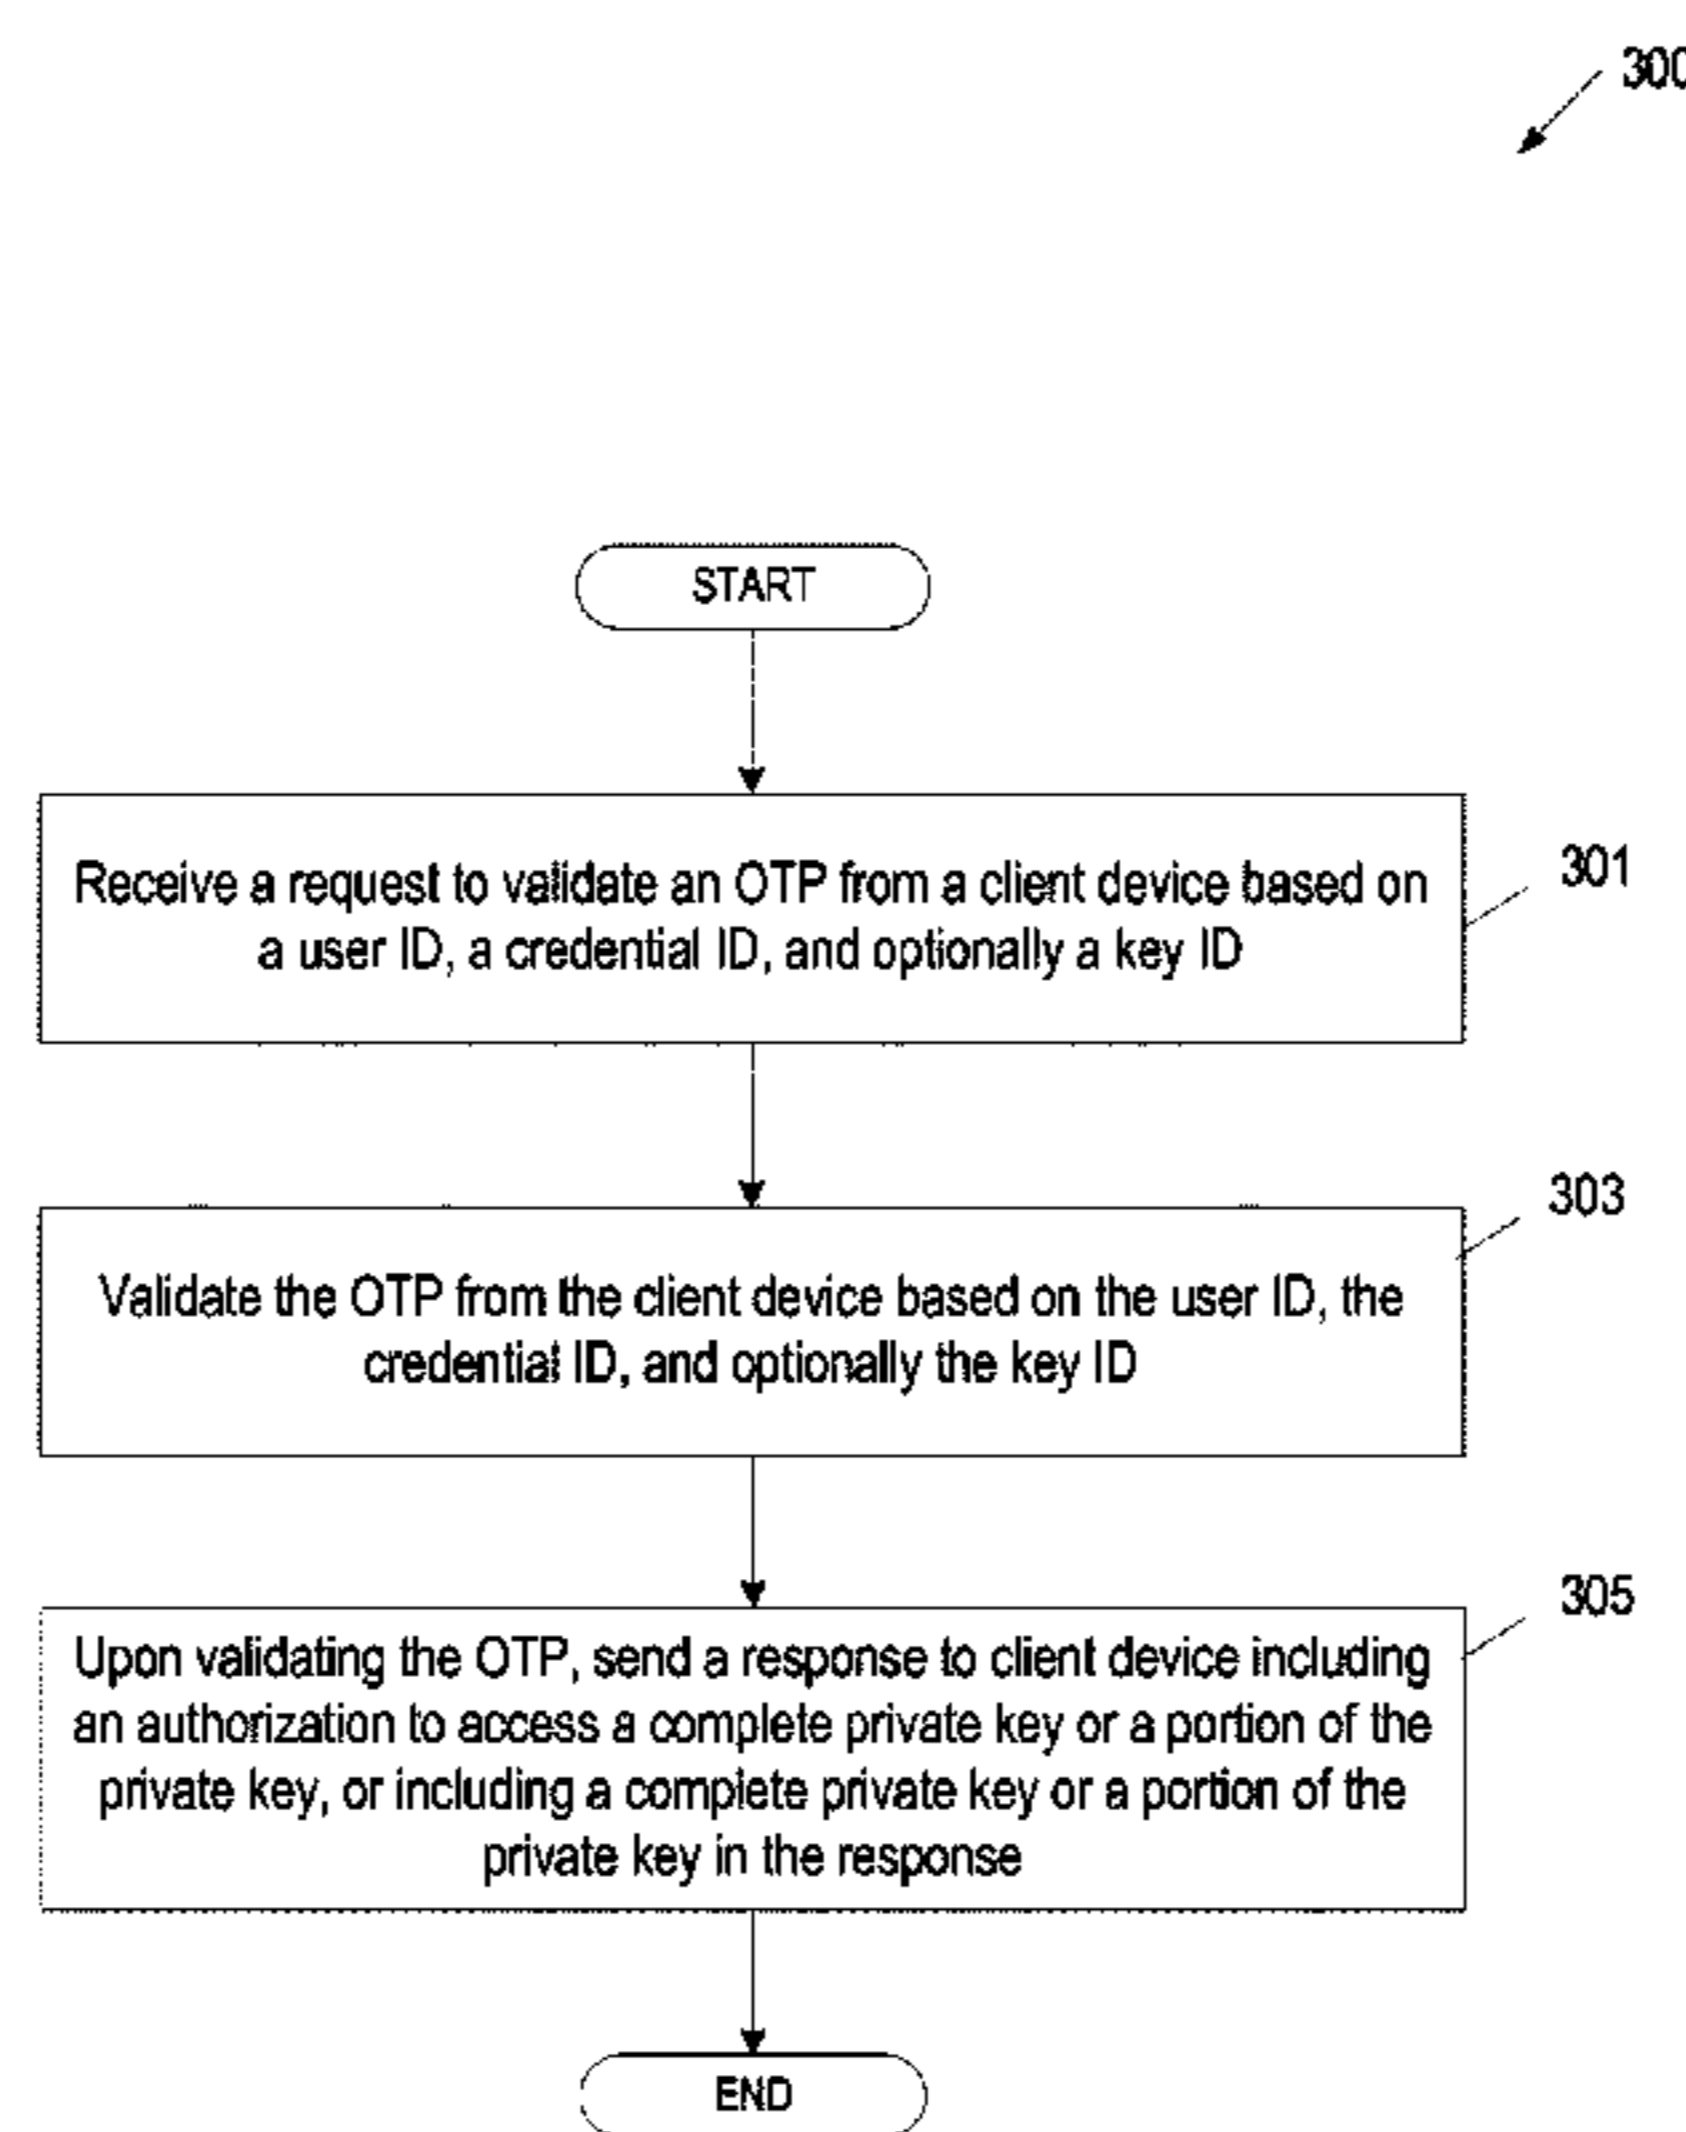 300
START
Receive a request to validate an OTP from a client device based on
a user ID, a credential ID, and optionally a key ID
301
303
Validate the OTP from the client device based on the user ID, the
credential ID, and optionally the key ID
305
Upon validating the OTP, send a response to client device including
an authorization to access a complete private key or a portion of the
private key, or including a complete private key or a portion of the
private key in the response
END